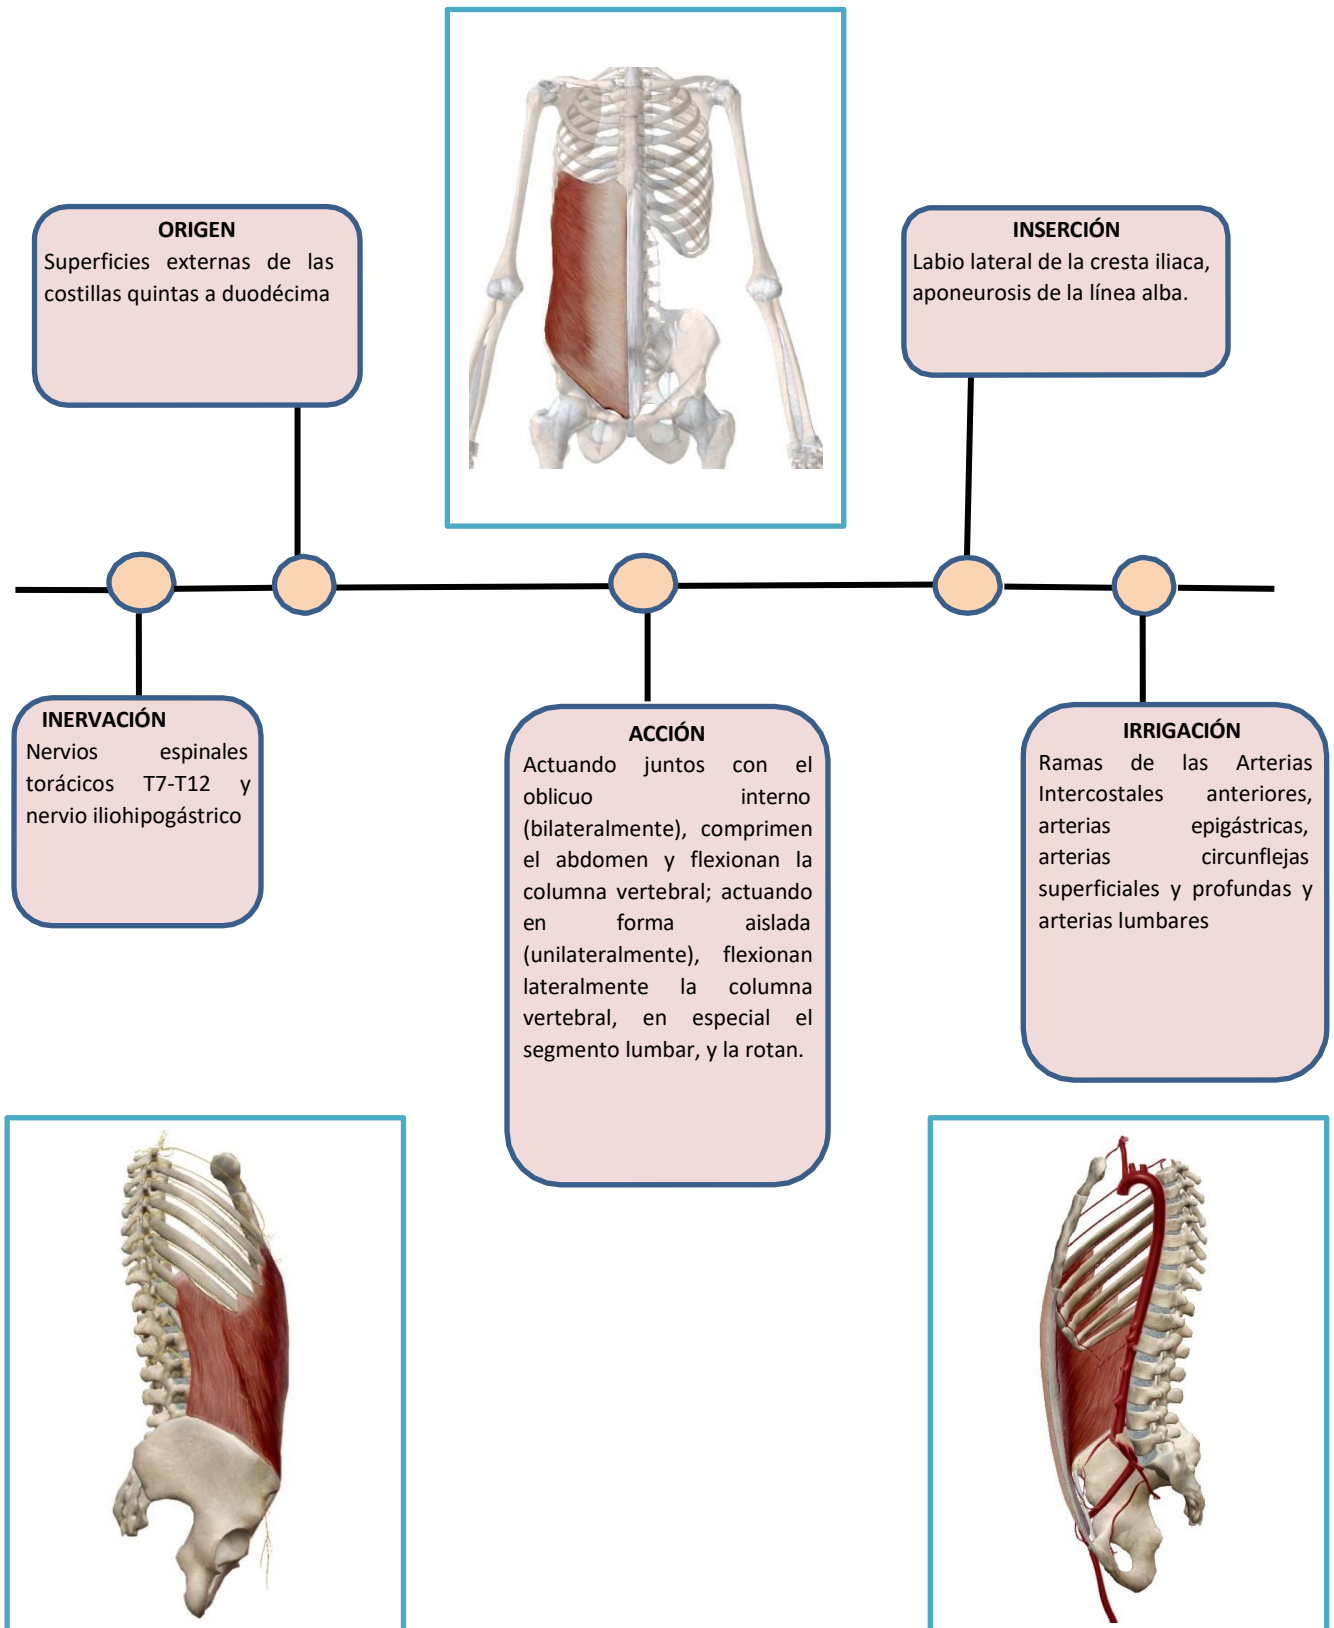 ORIGEN
Superficies externas de las
costillas quintas a duodécima
INSERCIÓN
Labio lateral de la cresta iliaca,
aponeurosis de la línea alba.
INERVACIÓN
Nervios espinales
torácicos T7-T12 y
nervio iliohipogástrico
ACCIÓN
Actuando juntos con el
oblicuo interno
(bilateralmente), comprimen
el abdomen y flexionan la
columna vertebral; actuando
en forma aislada
(unilateralmente), flexionan
lateralmente la columna
vertebral, en especial el
segmento lumbar, y la rotan.
IRRIGACIÓN
Ramas de las Arterias
Intercostales anteriores,
arterias epigástricas,
arterias circunflejas
superficiales y profundas y
arterias lumbares